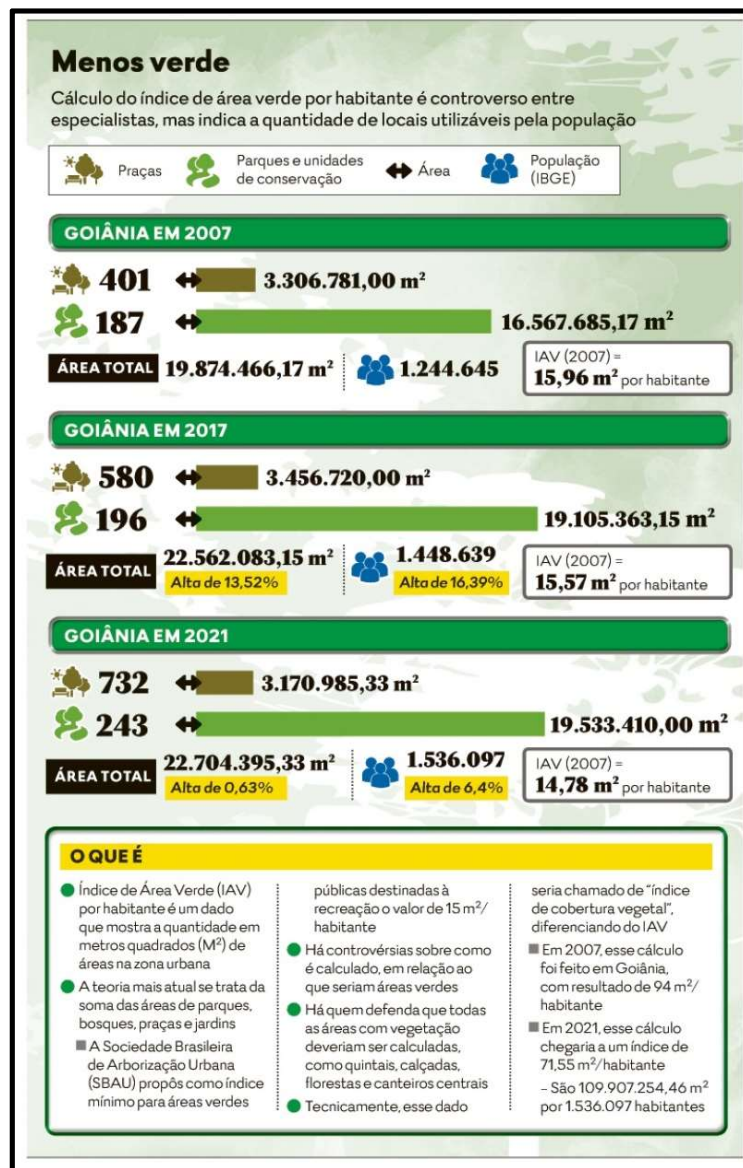 Menos verde
Cálculo do índice de área verde por habitante é controverso entre
especialistas, mas indica a quantidade de locais utilizáveis pela população
Praças
Parques e unidades
de conservação
Área
População
(IBGE)
GOIÂNIA EM 2007
401
3.306.781,00 m²
187
16.567.685,17 m²
ÁREA TOTAL
19.874.466,17 m²
1.244.645
IAV (2007) =
15,96 m² por habitante
GOIÂNIA EM 2017
580
3.456.720,00 m²
196
19.105.363,15 m²
ÁREA TOTAL
22.562.083,15 m²
Alta de 13,52%
1.448.639
Alta de 16,39%
IAV (2007) =
15,57 m² por habitante
GOIÂNIA EM 2021
732
3.170.985,33 m²
243
19.533.410,00 m²
ÁREA TOTAL
22.704.395,33 m²
Alta de 0,63%
1.536.097
Alta de 6,4%
IAV (2007) =
14,78 m² por habitante
O QUE É
Índice de Área Verde (IAV)
por habitante é um dado
que mostra a quantidade em
metros quadrados (M²) de
áreas na zona urbana
A teoria mais atual se trata da
soma das áreas de parques,
bosques, praças e jardins
A Sociedade Brasileira
de Arborização Urbana
(SBAU) propôs como índice
mínimo para áreas verdes
públicas destinadas à
recreação o valor de 15 m²/
habitante
Há controvérsias sobre como
é calculado, em relação ao
que seriam áreas verdes
Há quem defenda que todas
as áreas com vegetação
deveriam ser calculadas,
como quintais, calçadas,
florestas e canteiros centrais
Tecnicamente, esse dado
seria chamado de "índice
de cobertura vegetal",
diferenciando do IAV
Em 2007, esse cálculo
foi feito em Goiânia,
com resultado de 94 m²/
habitante
Em 2021, esse cálculo
chegaria a um índice de
71,55 m²/habitante
– São 109.907.254,46 m²
por 1.536.097 habitantes